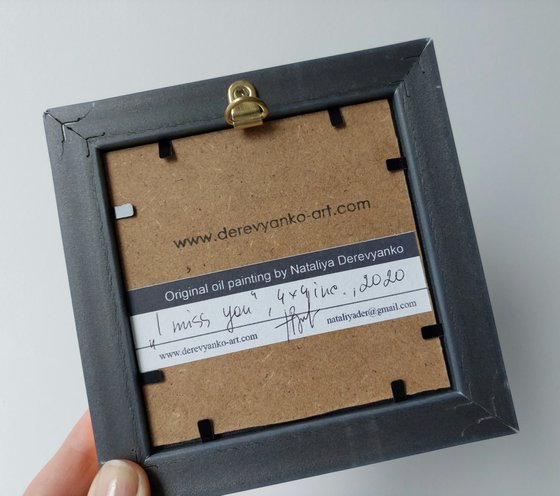 www.derevyanko-art.com
Original oil painting by Nataliya Derevyanko
„I miss you“, 4x4inc., 2020
www.derevyanko-art.com nataliyader@gmail.com